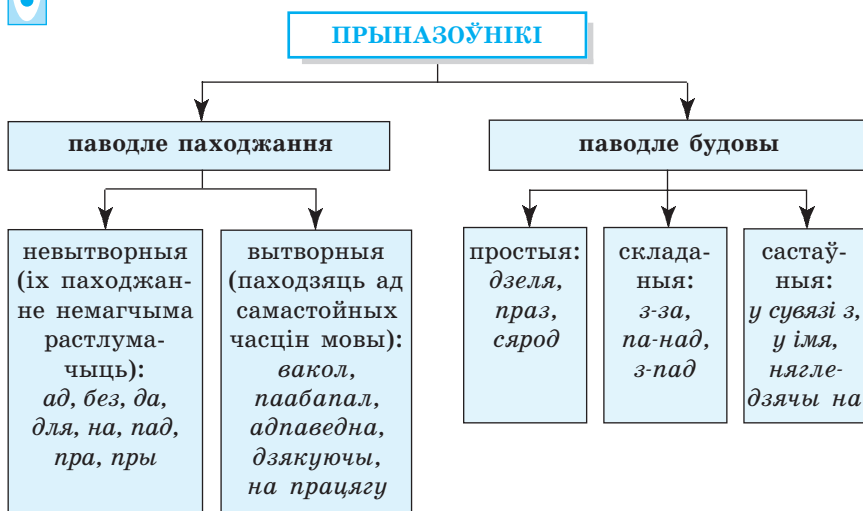 ПРЫНАЗОЎНІКІ
паводле паходжання
невытворныя
(іх паходжан-
не немагчыма
растлума-
чыць):
ад, без, да,
для, на, пад,
пра, пры
вытворныя
(паходзяць ад
самастойных
часцін мовы):
вакол,
паабапал,
адпаведна,
дзякуючы,
на працягу
паводле будовы
простыя:
дзеля,
праз,
сярод
склада-
ныя:
з-за,
па-над,
з-пад
састаў-
ныя:
у сувязі з,
у імя,
нягле-
дзячы на